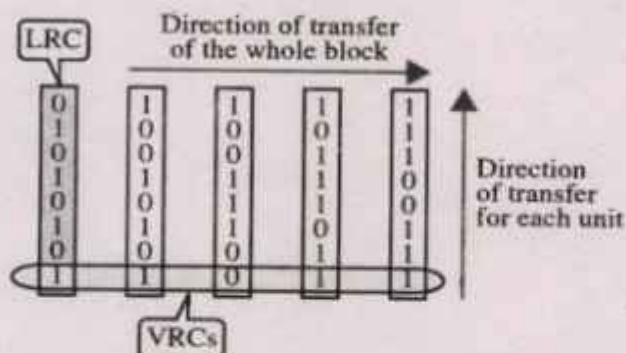 LRC
Direction of transfer
of the whole block
0 1 1 1 1
1 0 0 0 1
0 0 0 1 1
1 1 1 1 0
0 0 1 1 0
1 1 1 0 1
0 0 0 1 1
1 1 0 1 1
Direction
of transfer
for each unit
VRCs